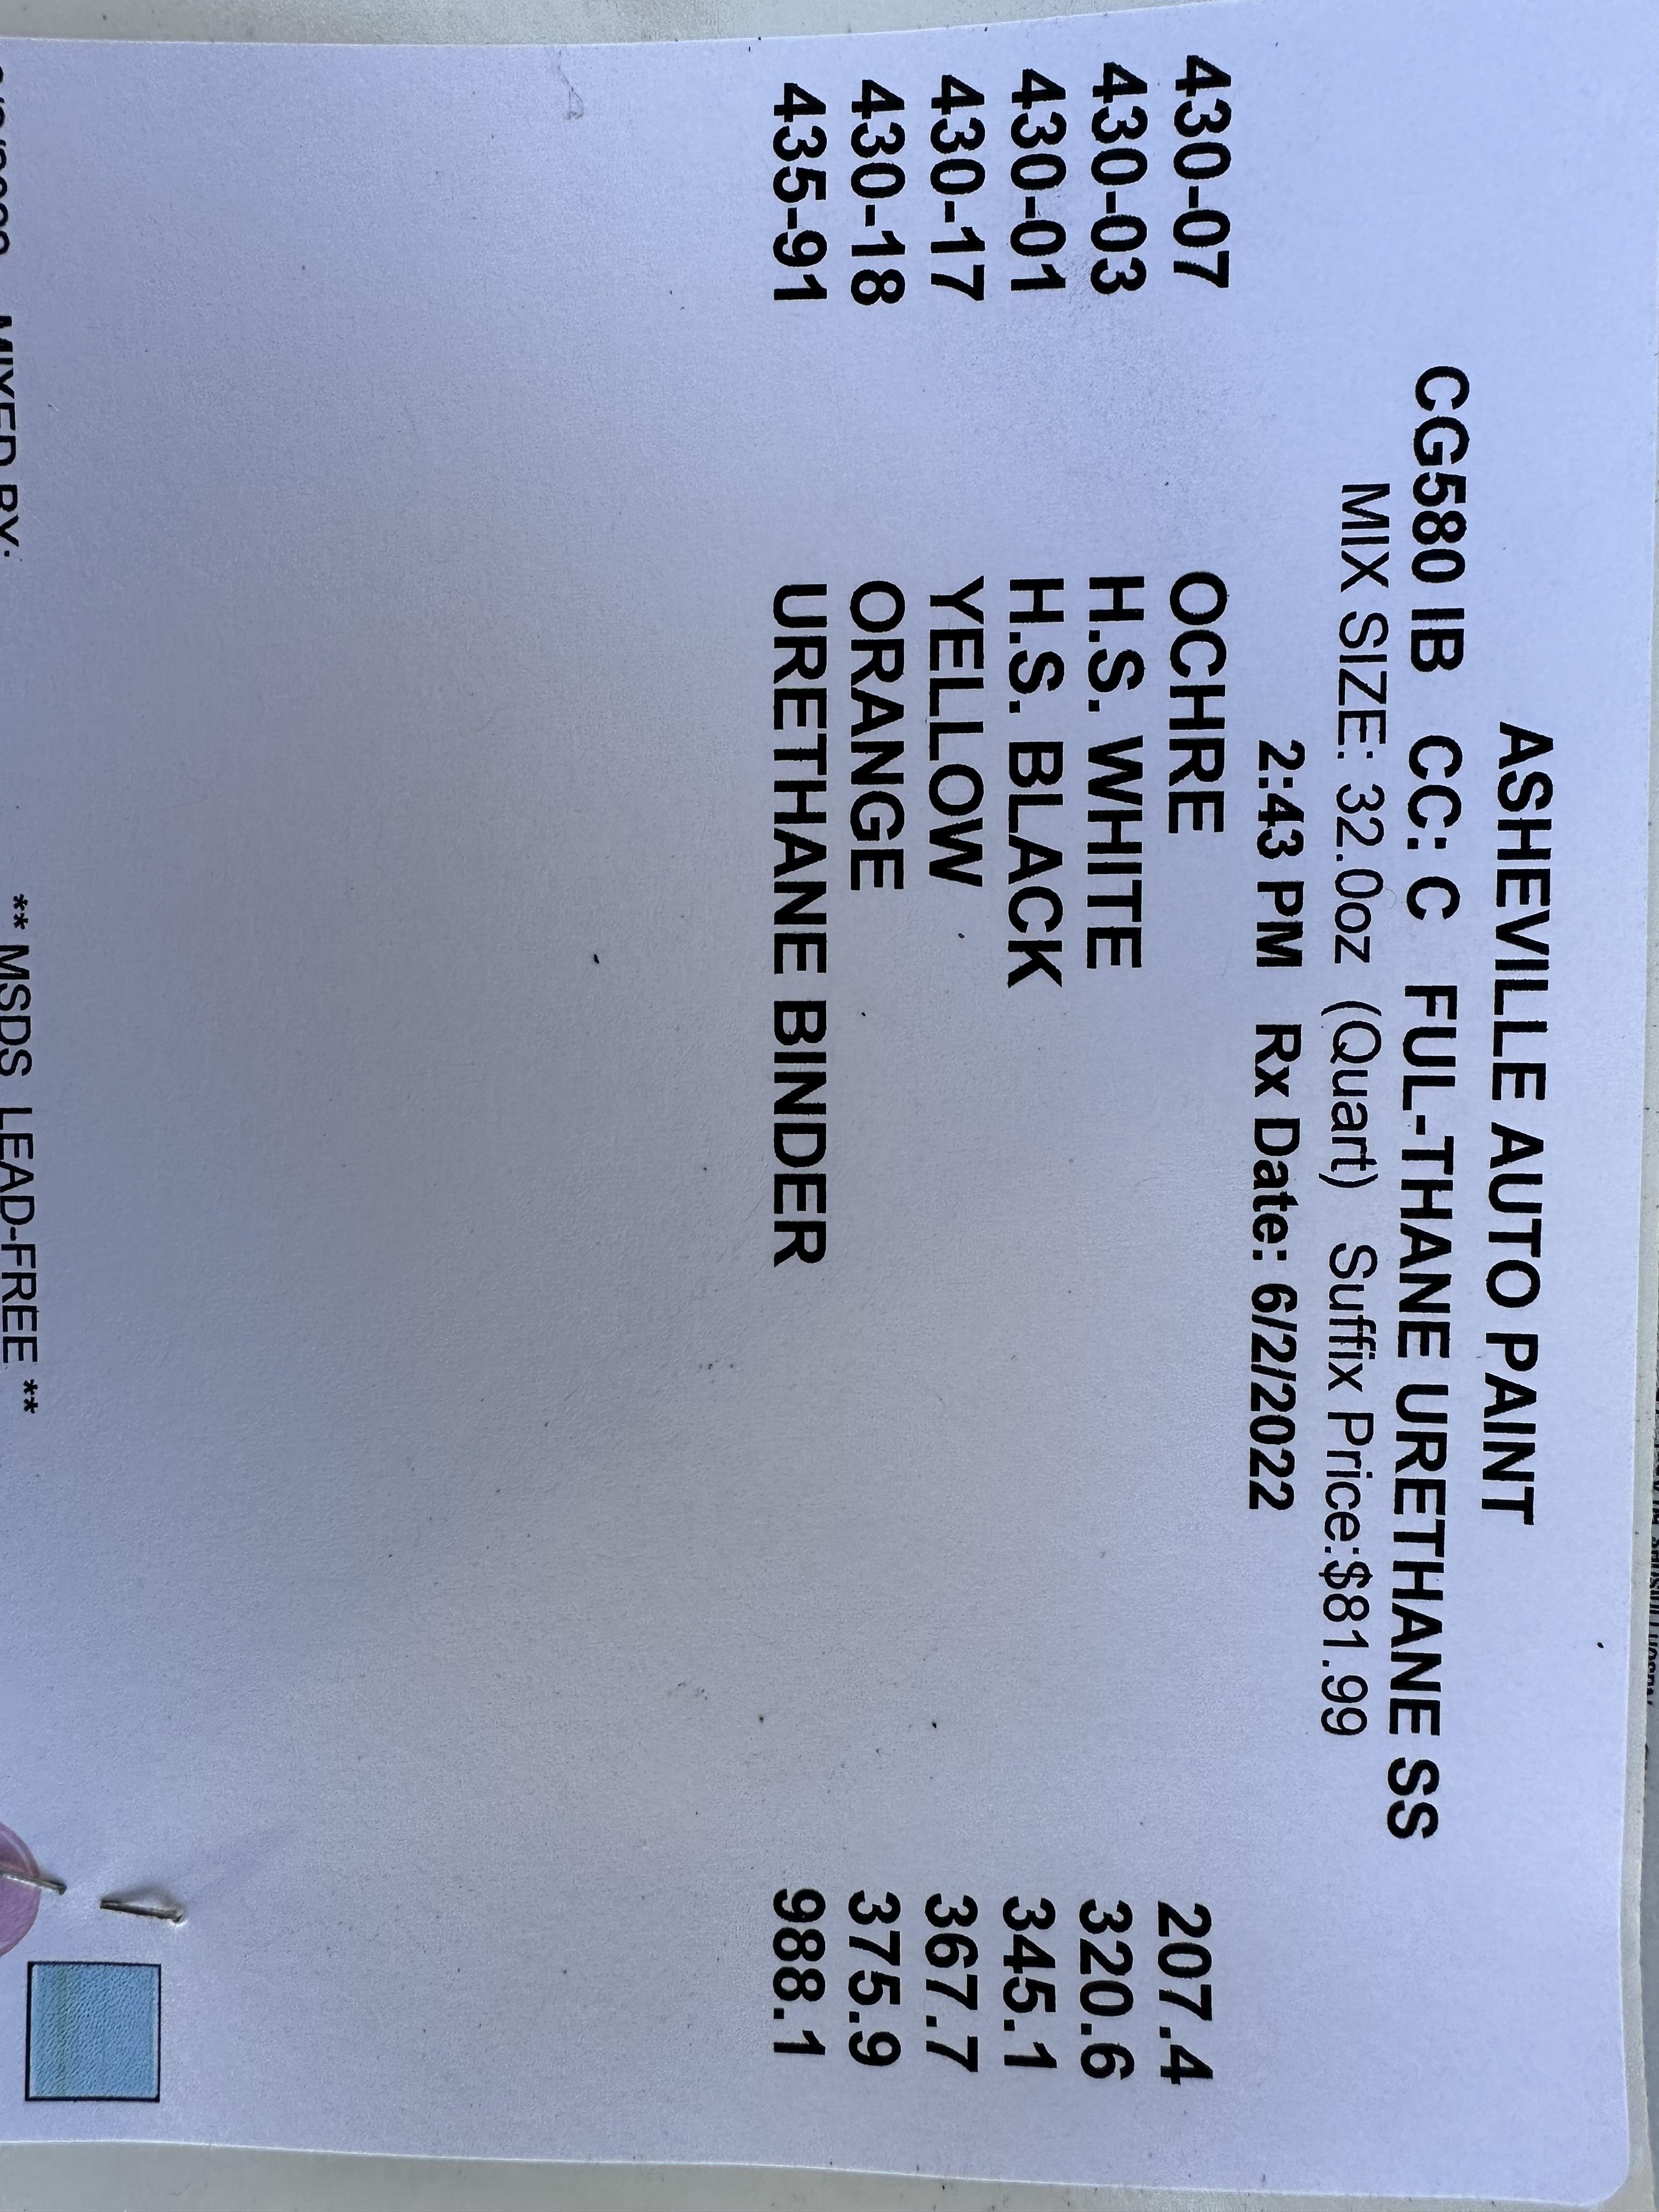 ASHEVILLE AUTO PAINT
CG580 IB CC: C FUL-THANE URETHANE SS
MIX SIZE: 32.0oz (Quart) Suffix Price:$81.99
2:43 PM Rx Date: 6/2/2022
430-07 OCHRE 207.4
430-03 H.S. WHITE 320.6
430-01 H.S. BLACK 345.1
430-17 YELLOW 367.7
430-18 ORANGE 375.9
435-91 URETHANE BINDER 988.1
** MSDS LEAD-FREE **
MIXED BY: